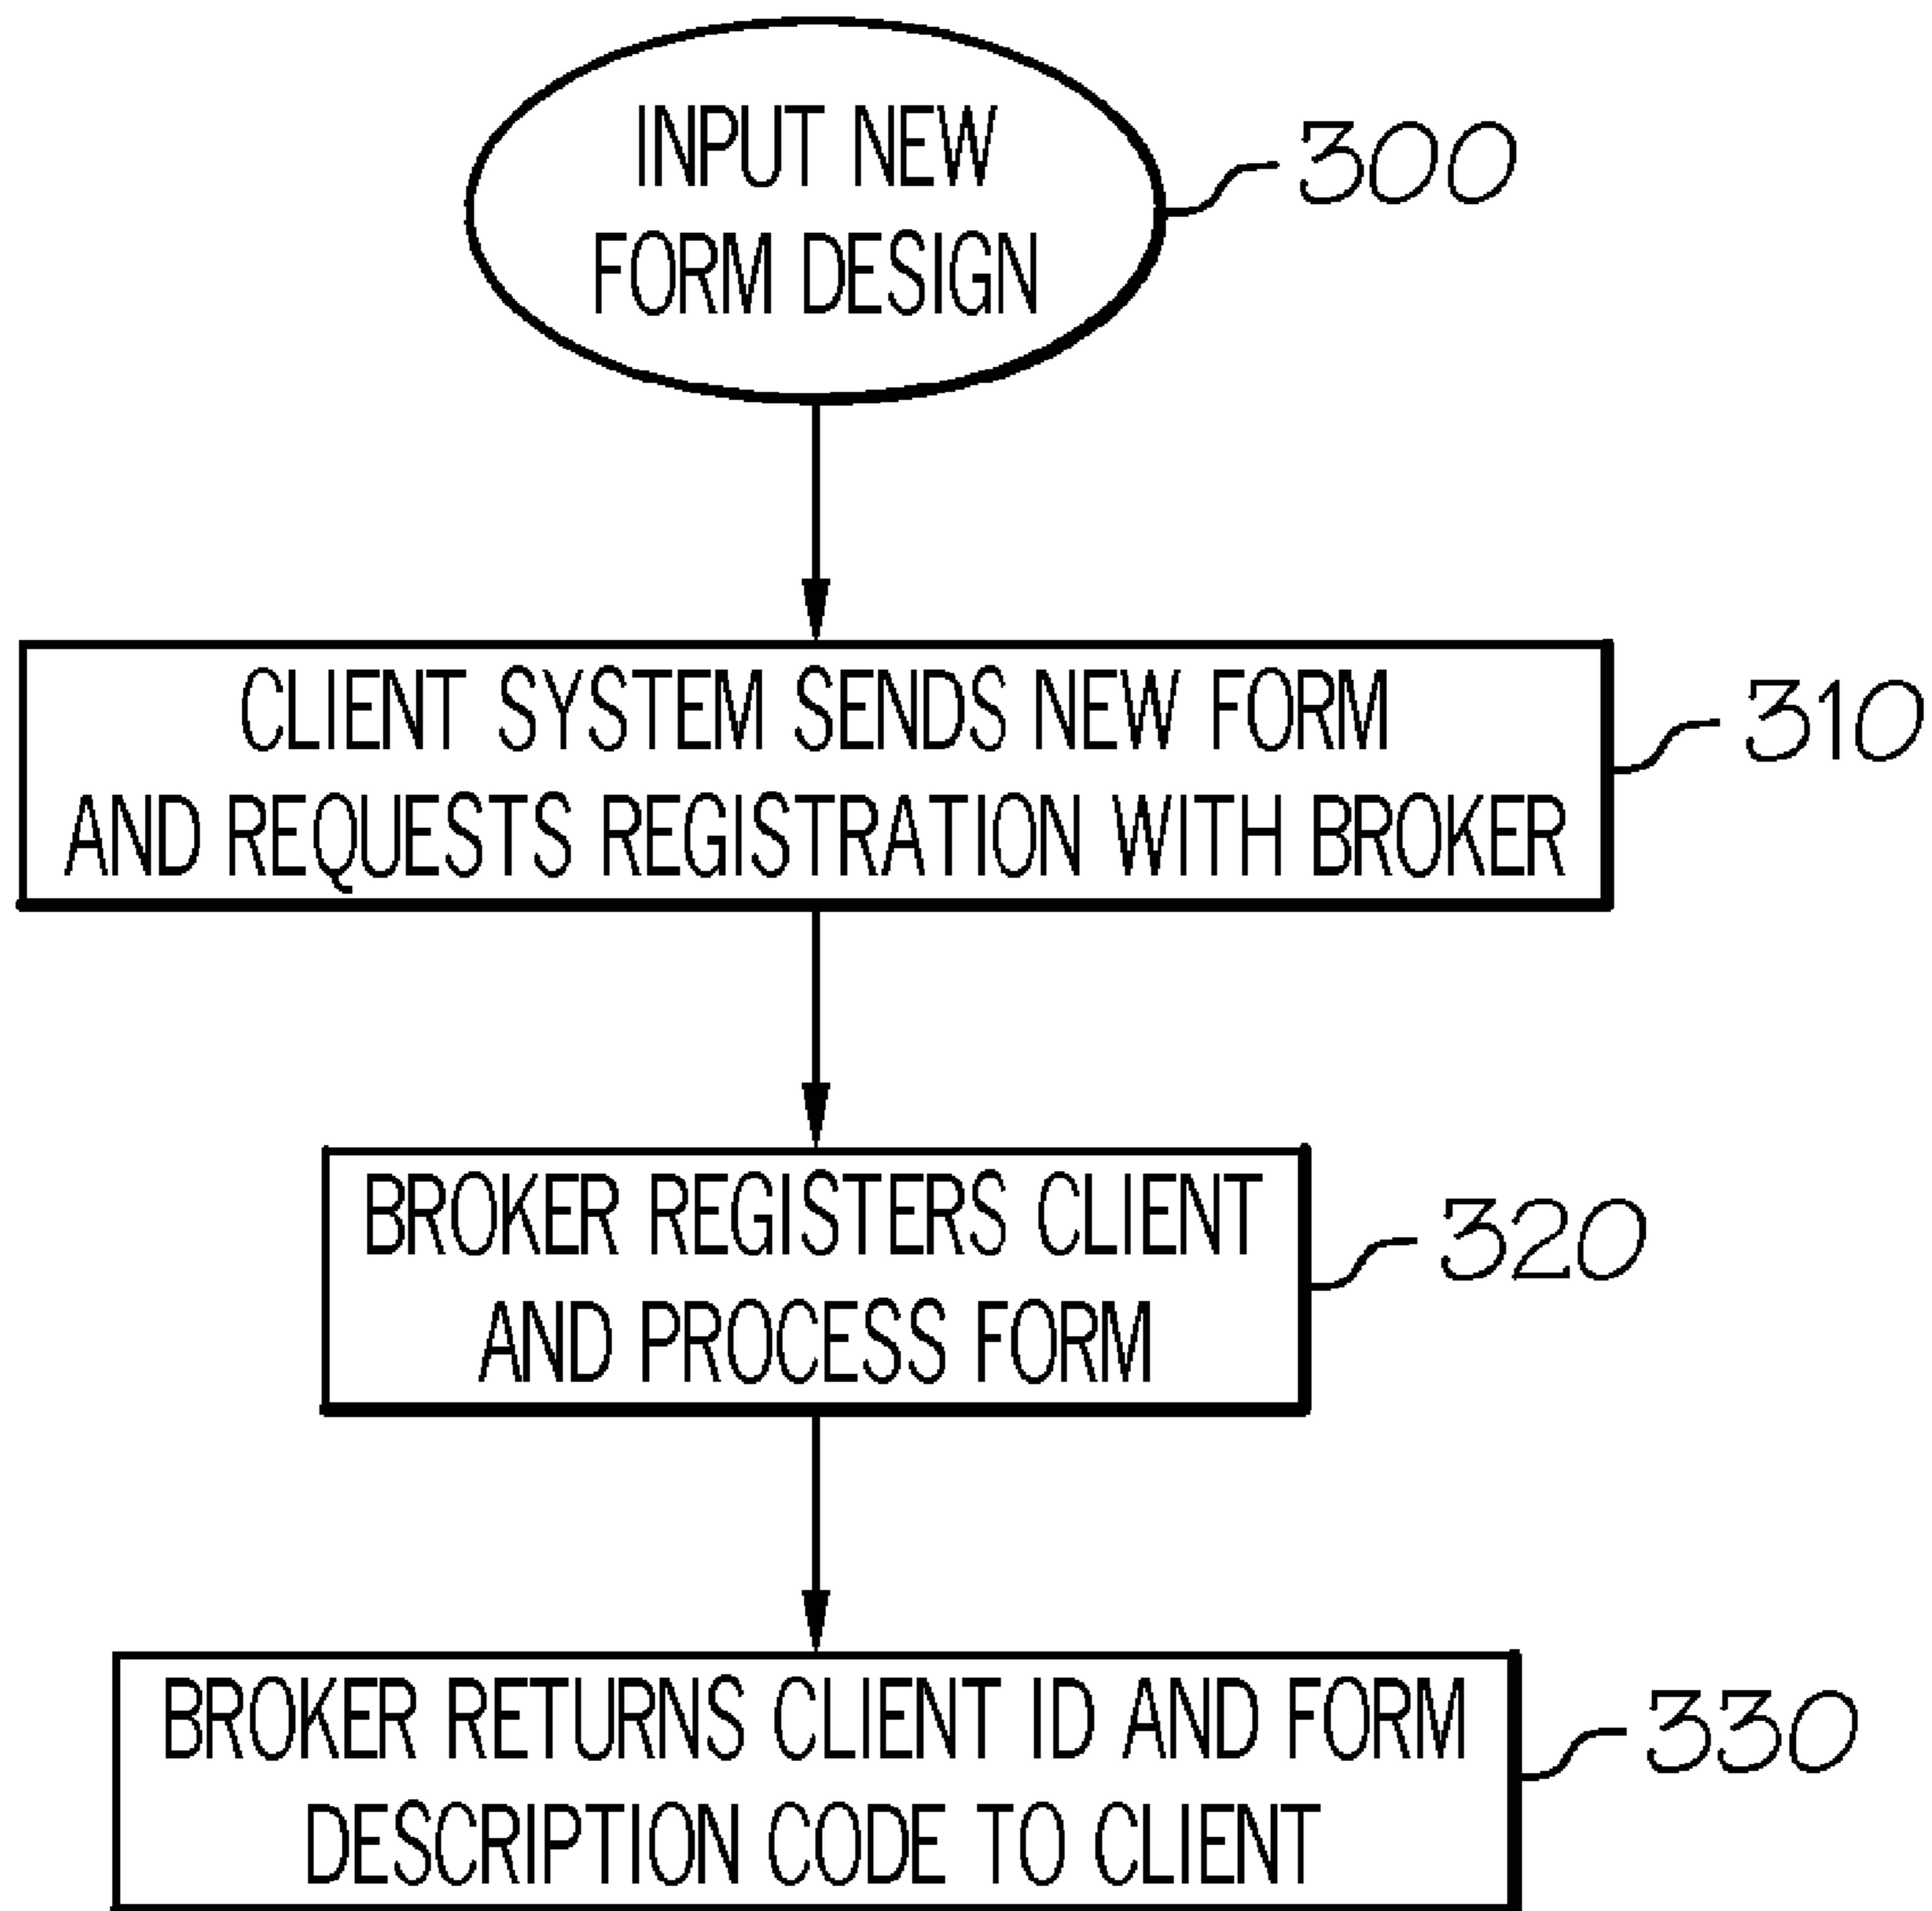 INPUT NEW
FORM DESIGN
300
CLIENT SYSTEM SENDS NEW FORM
AND REQUESTS REGISTRATION WITH BROKER
310
BROKER REGISTERS CLIENT
AND PROCESS FORM
320
BROKER RETURNS CLIENT ID AND FORM
DESCRIPTION CODE TO CLIENT
330